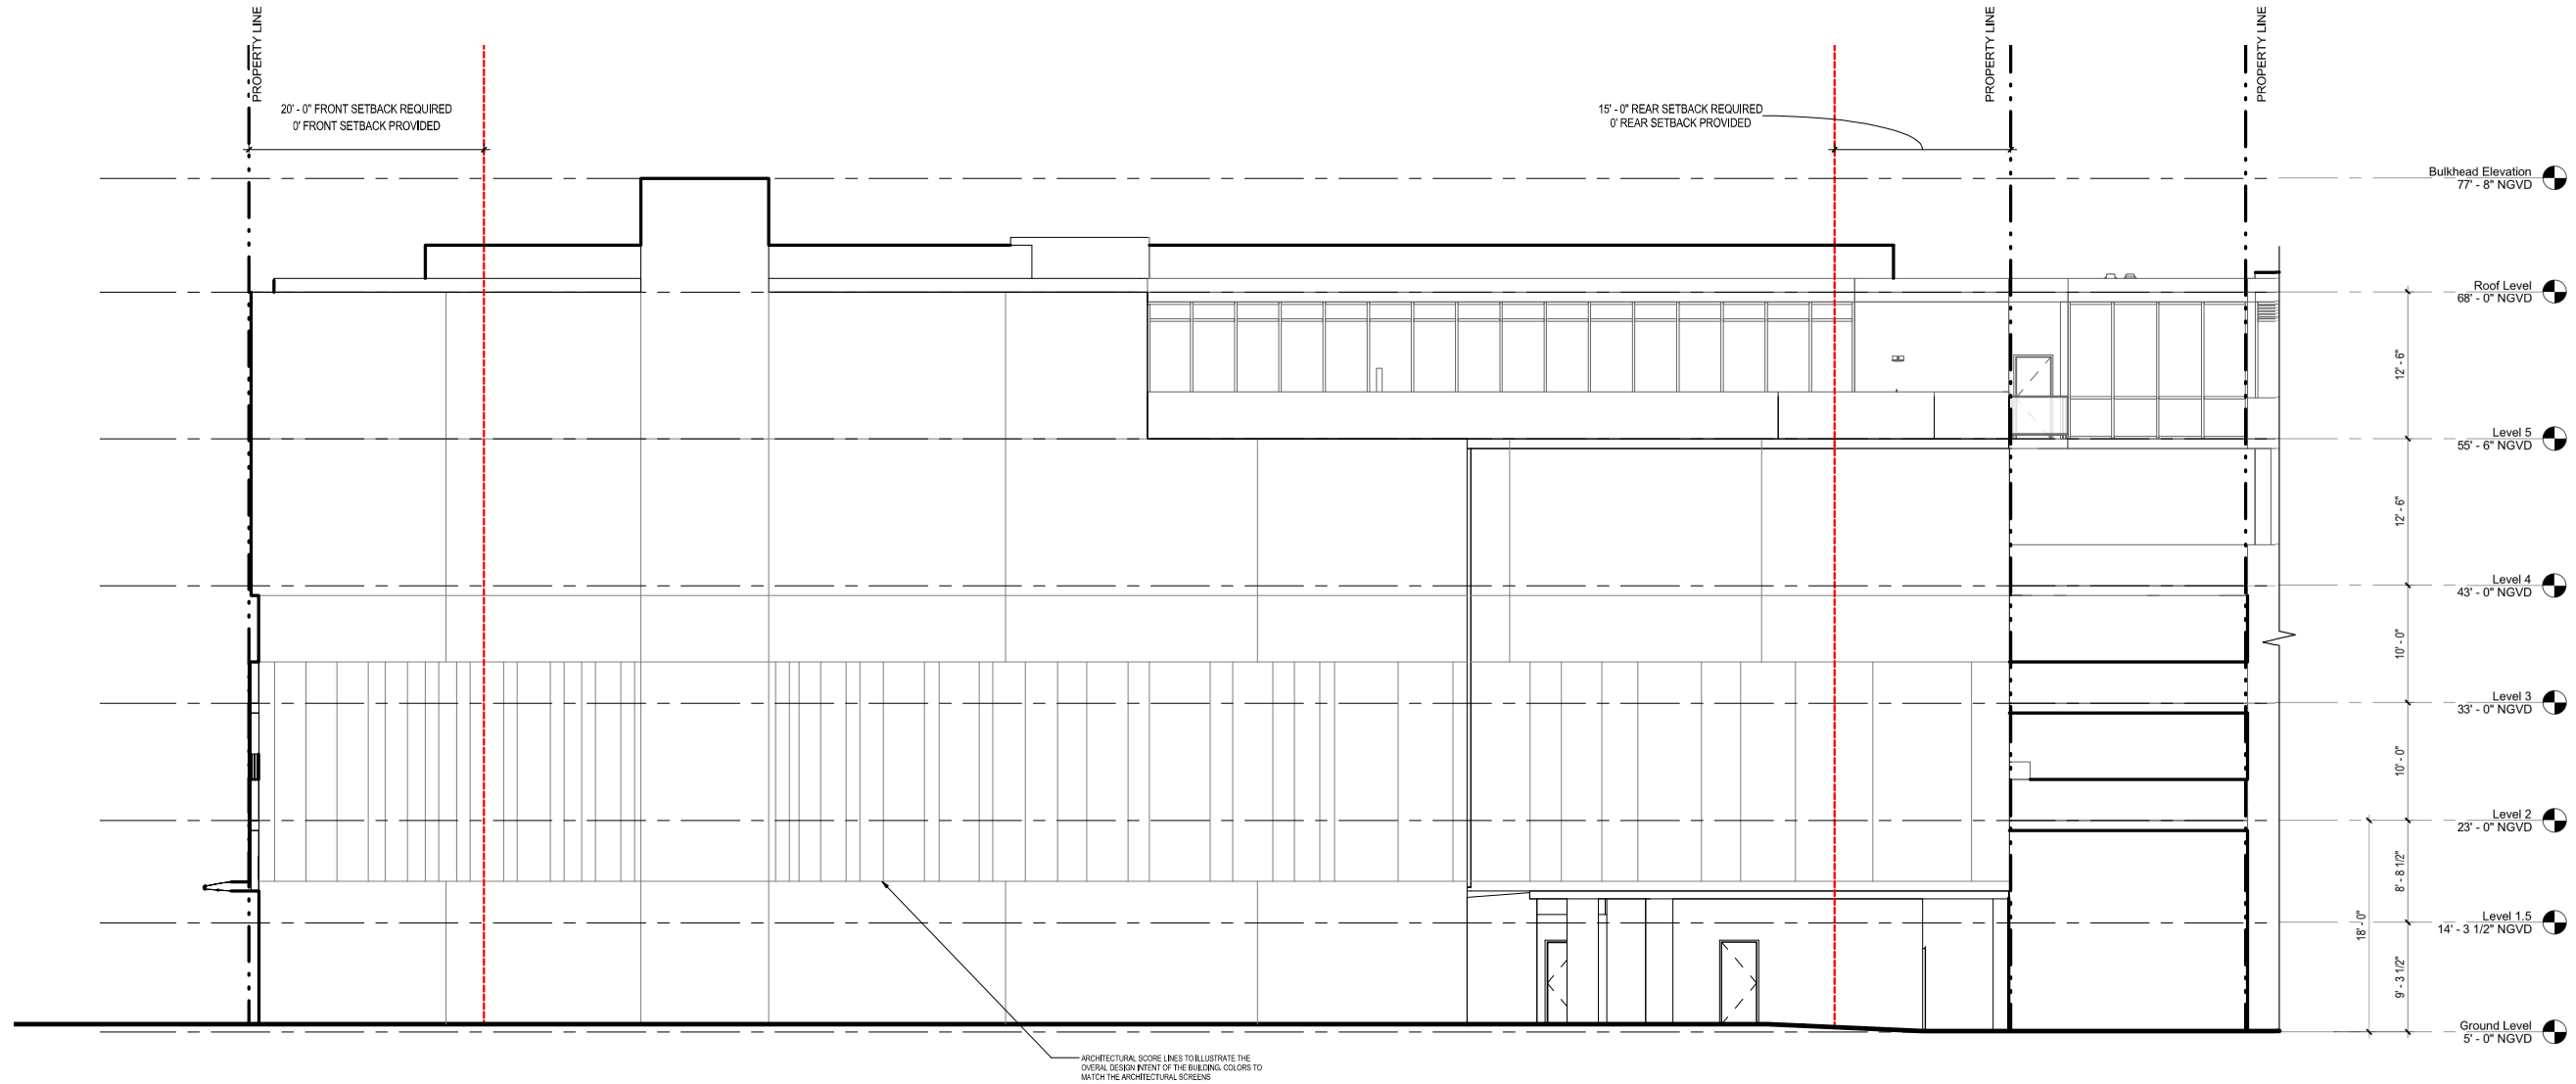 PROPERTY LINE
PROPERTY LINE
PROPERTY LINE
20' - 0" FRONT SETBACK REQUIRED
0' FRONT SETBACK PROVIDED
15' - 0" REAR SETBACK REQUIRED
0' REAR SETBACK PROVIDED
Bulkhead Elevation
77' - 8" NGVD
Roof Level
68' - 0" NGVD
12' - 6"
Level 5
55' - 6" NGVD
12' - 6"
Level 4
43' - 0" NGVD
10' - 0"
Level 3
33' - 0" NGVD
10' - 0"
Level 2
23' - 0" NGVD
8' - 8 1/2"
18' - 0"
Level 1.5
14' - 3 1/2" NGVD
9' - 3 1/2"
Ground Level
5' - 0" NGVD
ARCHITECTURAL SCORE LINES TO ILLUSTRATE THE
OVERAL DESIGN INTENT OF THE BUILDING. COLORS TO
MATCH THE ARCHITECTURAL SCREENS